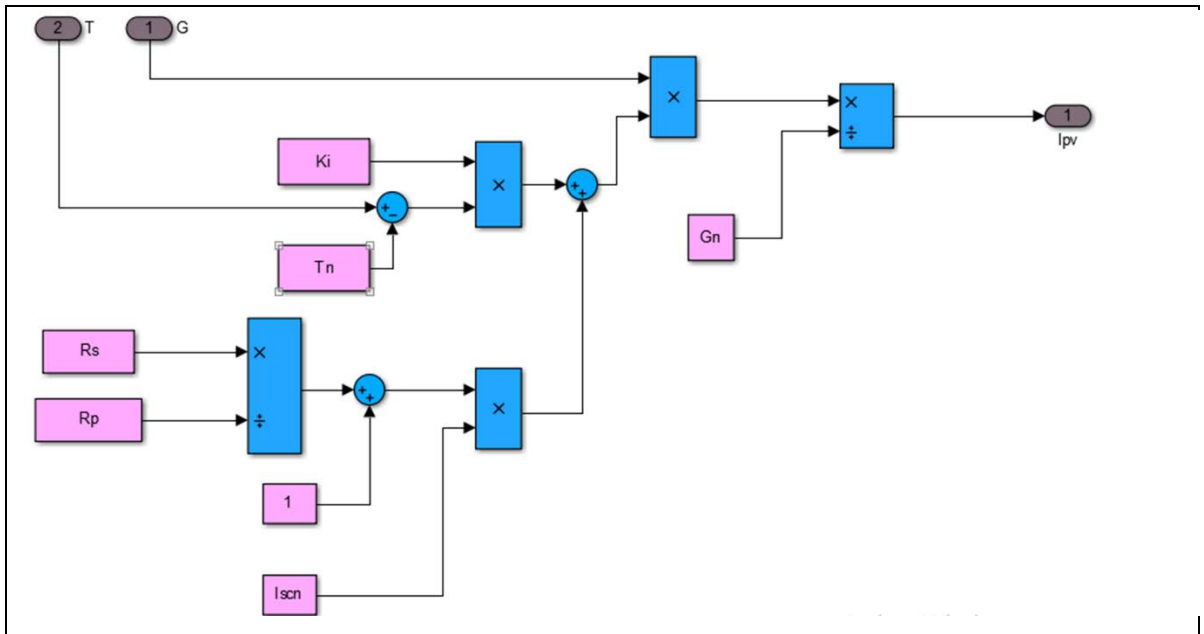 2 T
1 G
×
×
÷
1
Ipv
Ki
×
+
+
+
−
Gn
Tn
Rs
×
Rp
÷
+
+
×
1
Iscn